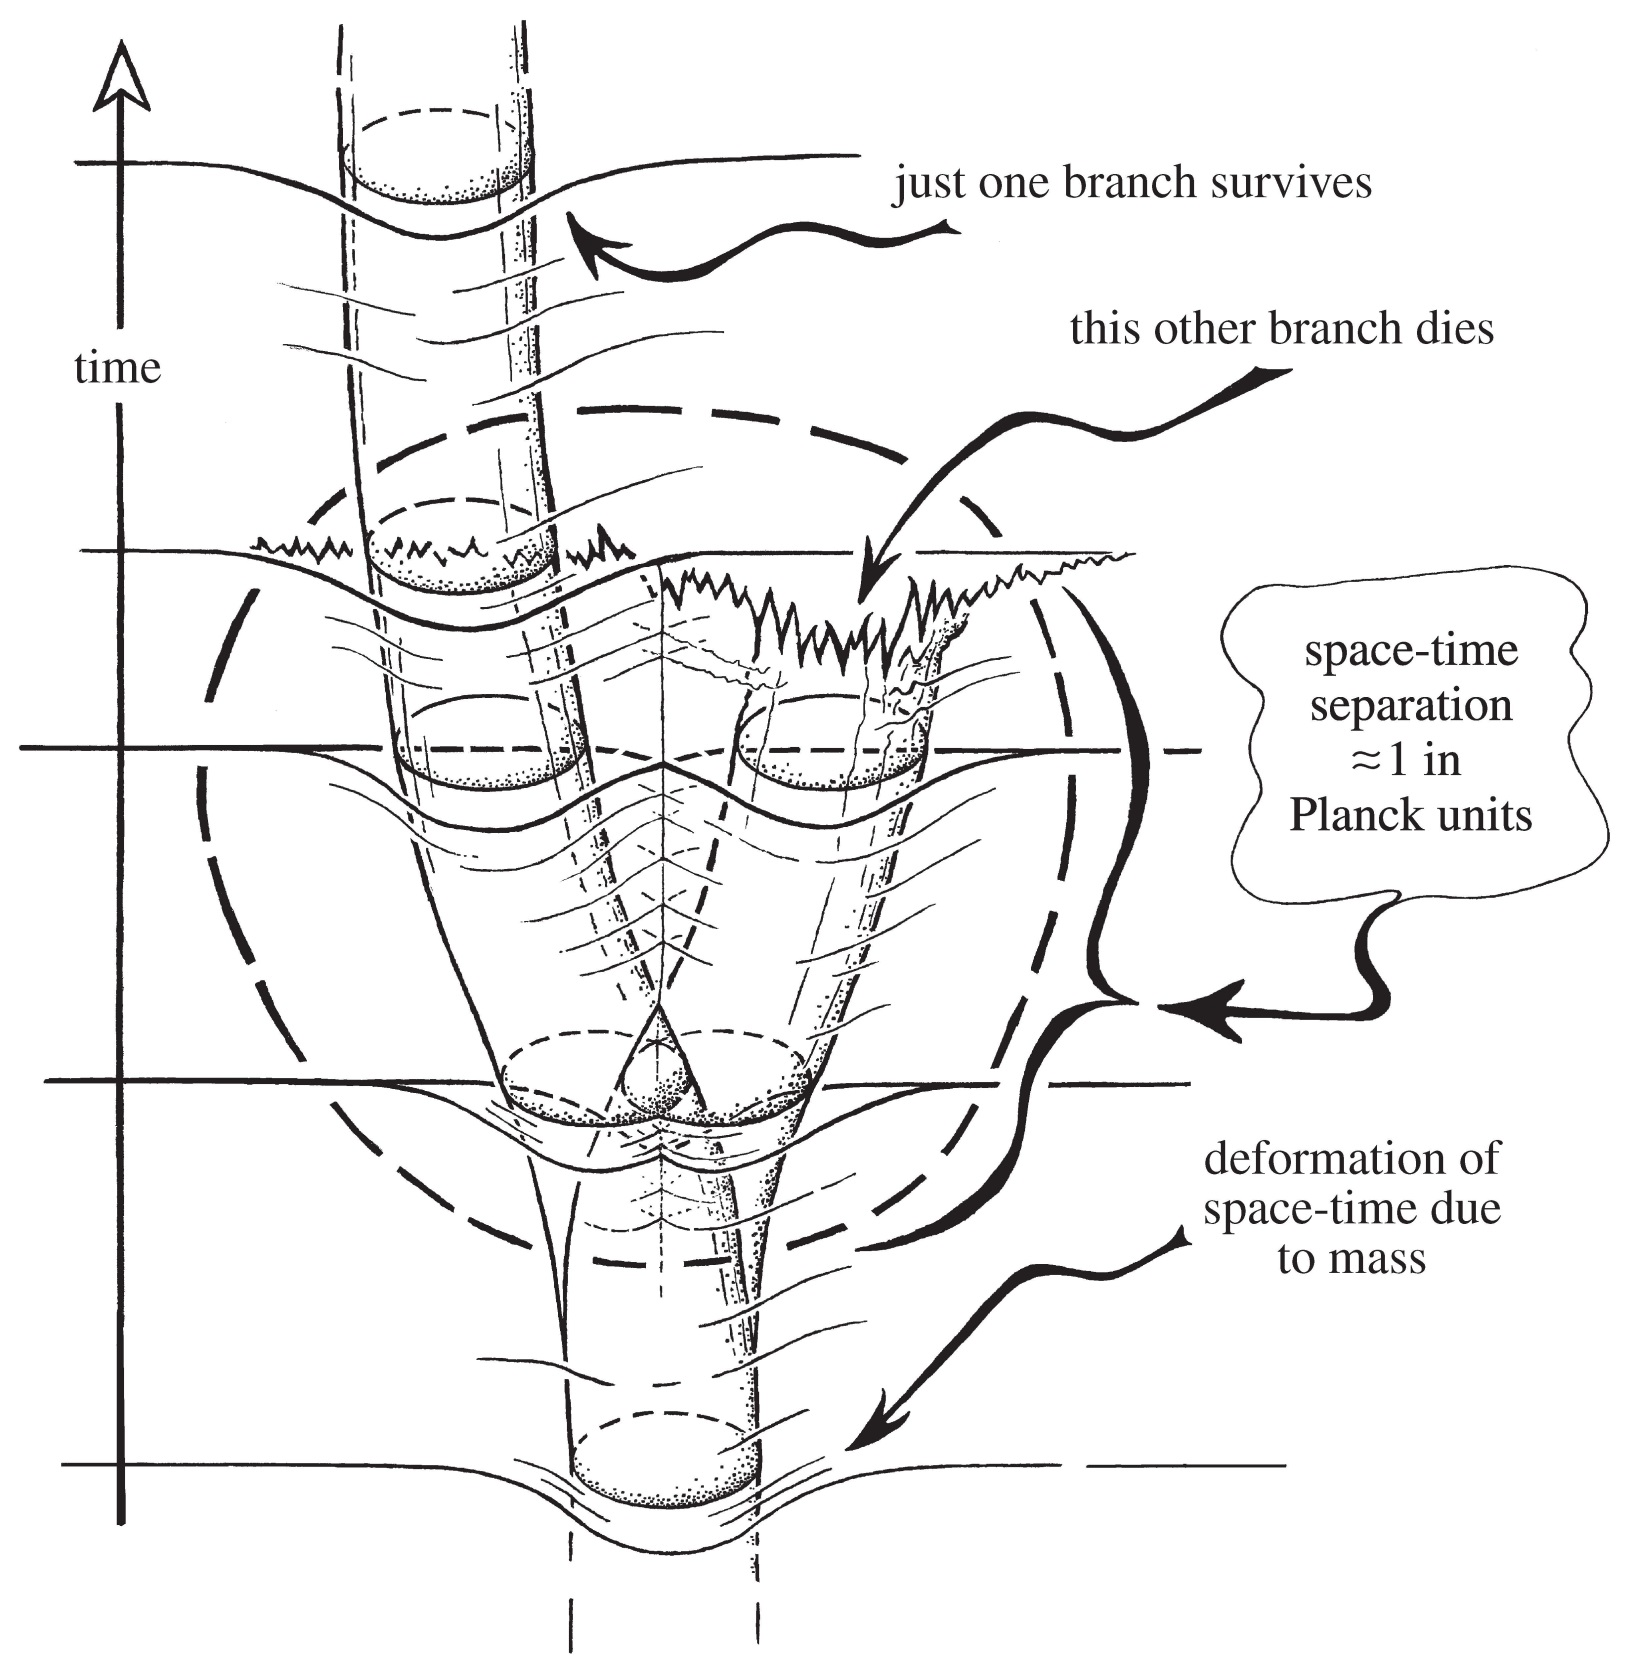 just one branch survives
this other branch dies
time
space-time
separation
≈1 in
Planck units
deformation of
space-time due
to mass